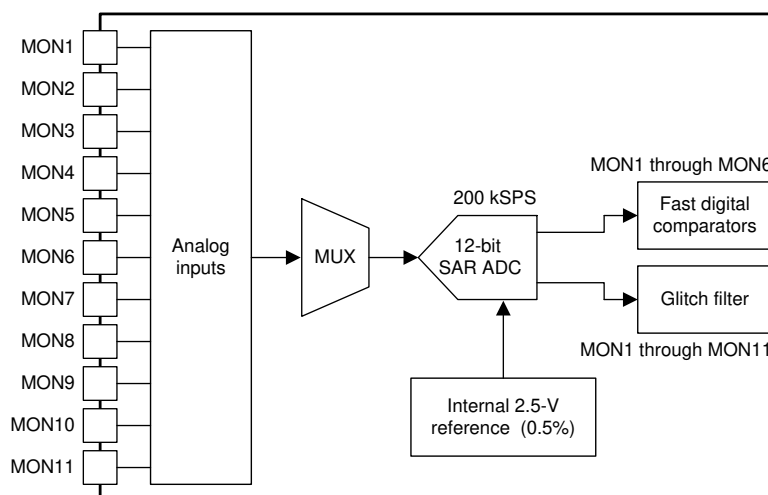 MON1
MON2
MON3
MON4
MON5
MON6
MON7
MON8
MON9
MON10
MON11
Analog
inputs
MUX
200 kSPS
12-bit
SAR ADC
Internal 2.5-V
reference (0.5%)
MON1 through MON6
Fast digital
comparators
Glitch filter
MON1 through MON11